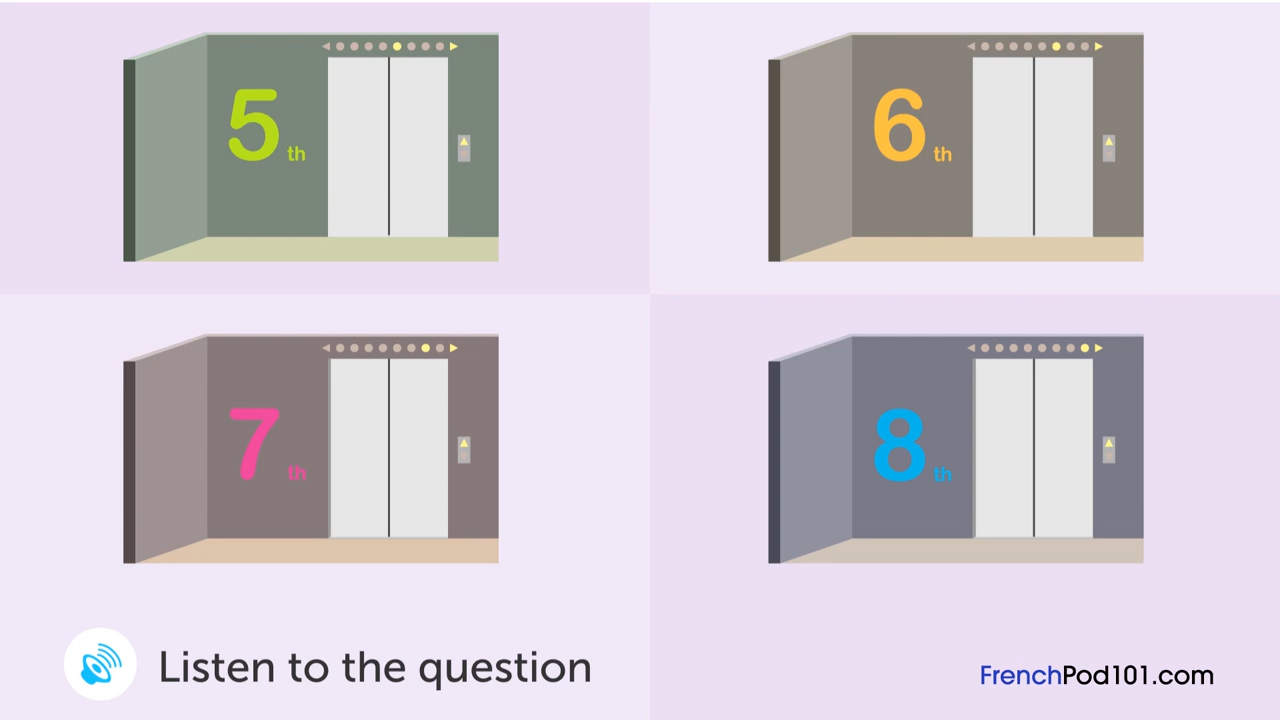 5th
6th
7th
8th
Listen to the question
FrenchPod101.com